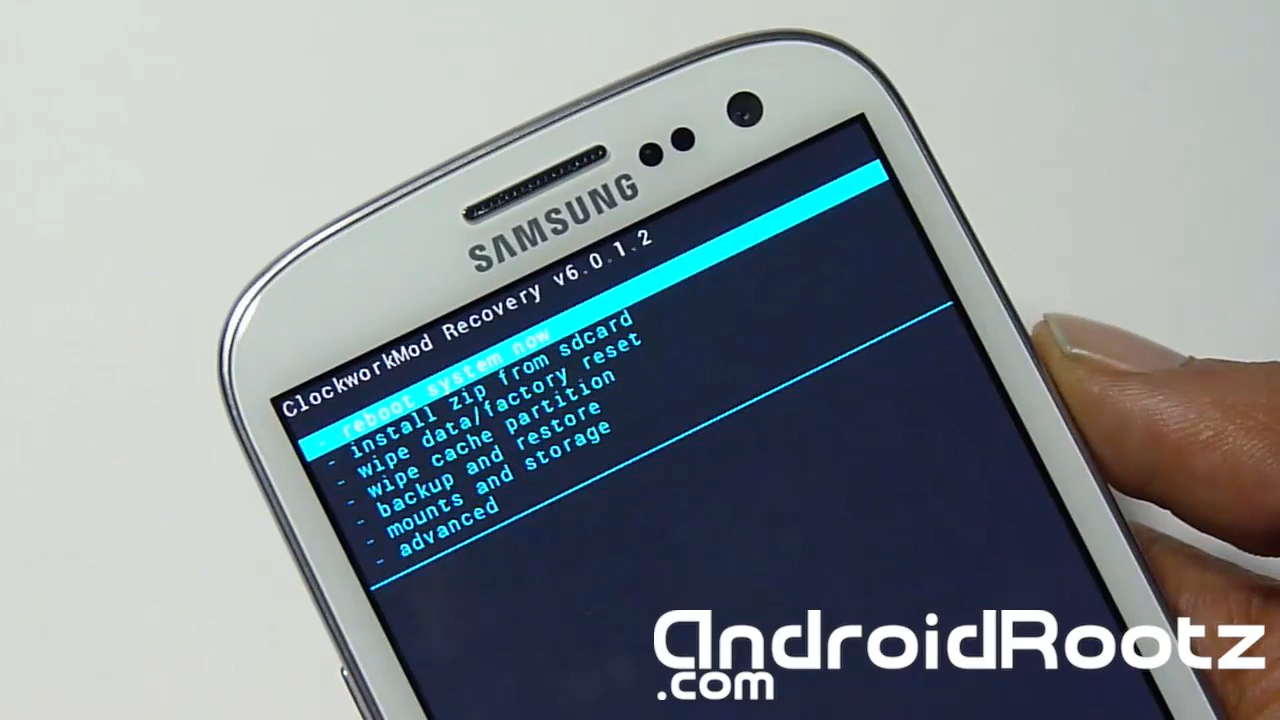 SAMSUNG
ClockworkMod Recovery v6.0.1.2
- reboot system now
- install zip from sdcard
- wipe data/factory reset
- wipe cache partition
- backup and restore
- mounts and storage
- advanced
AndroidRootz
.com